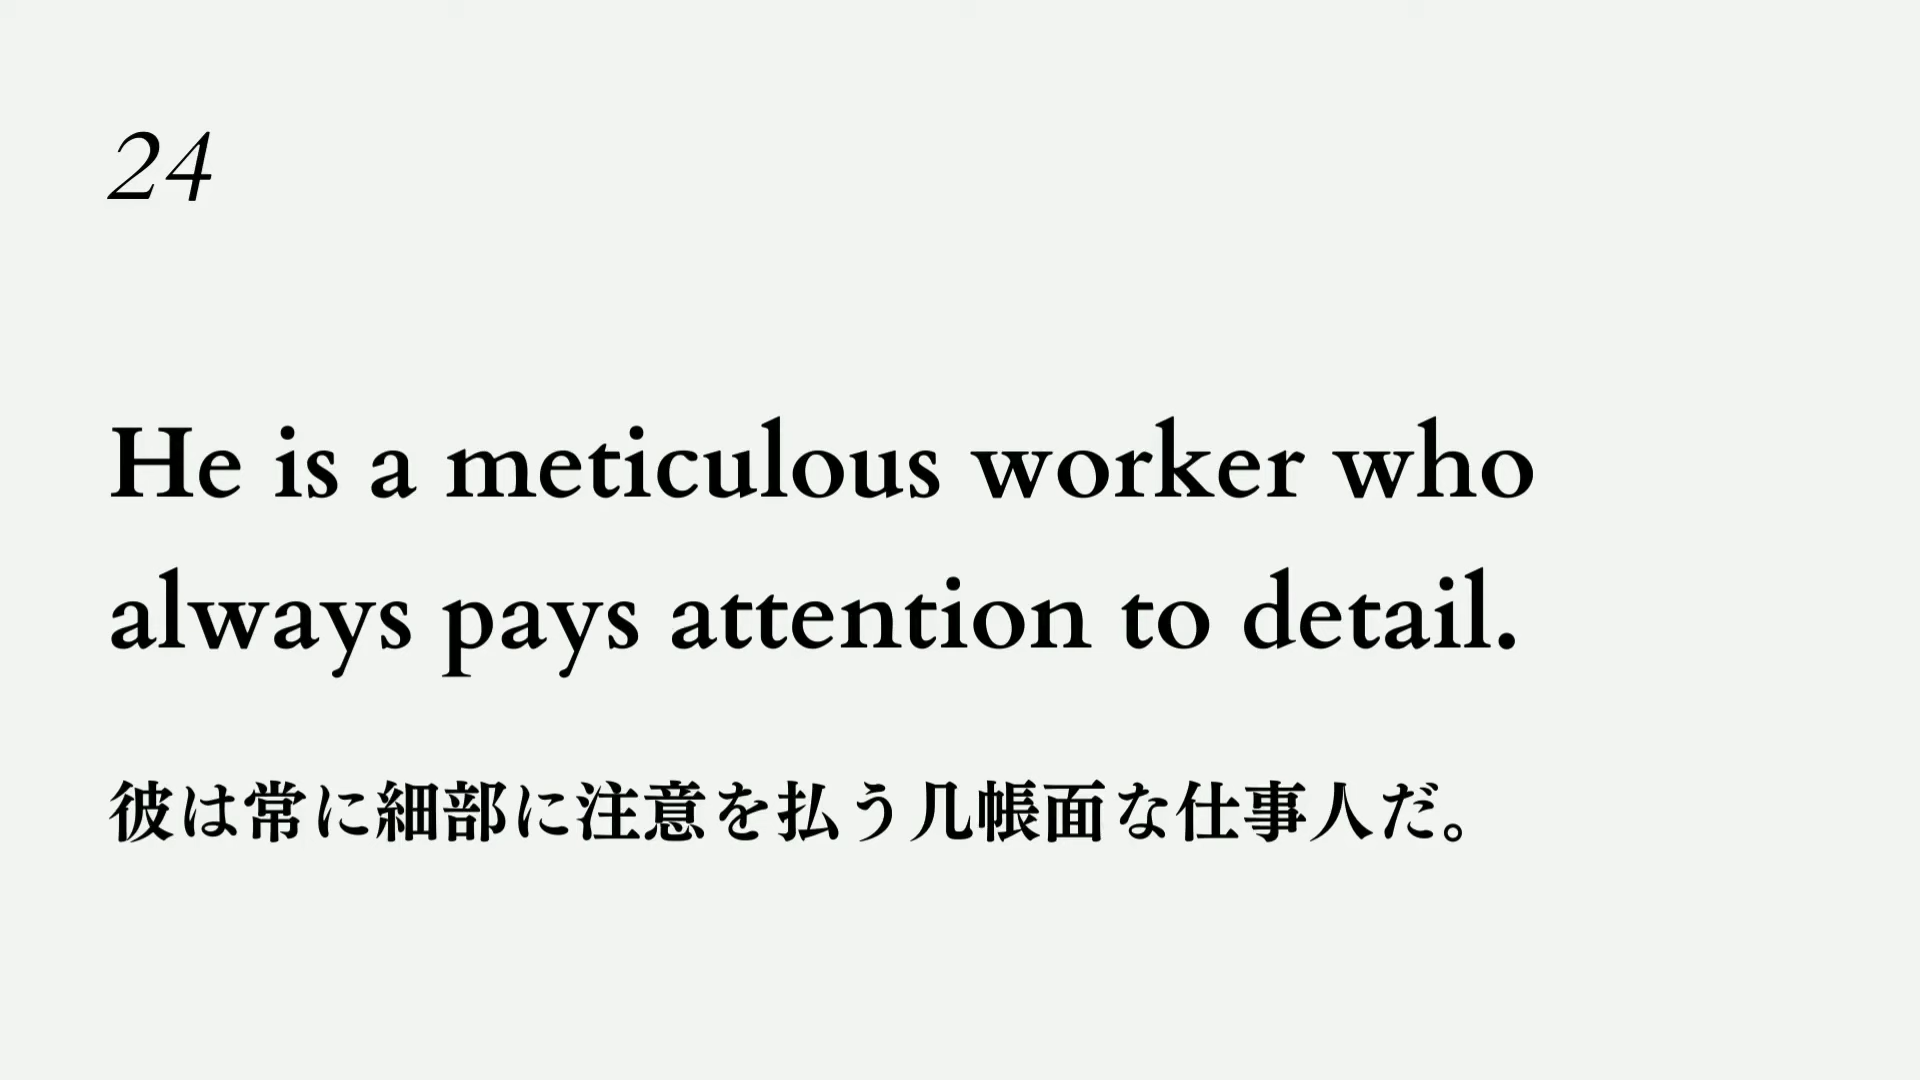 24
He is a meticulous worker who
always pays attention to detail.
彼は常に細部に注意を払う几帳面な仕事人だ。